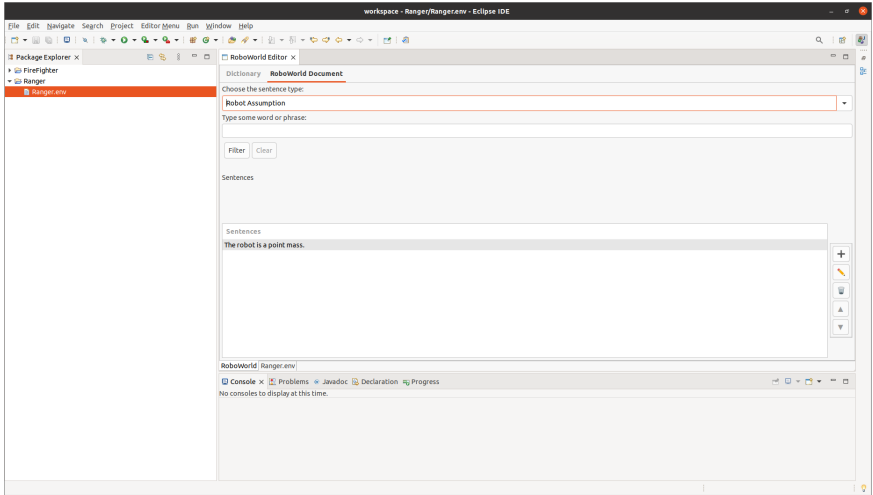 workspace - Ranger/Ranger.env - Eclipse IDE
File Edit Navigate Search Project Editor Menu Run Window Help
Package Explorer
RoboWorld Editor
FireFighter
Ranger
Ranger.env
Dictionary RoboWorld Document
Choose the sentence type:
Robot Assumption
Type some word or phrase:
Filter Clear
Sentences
Sentences
The robot is a point mass.
RoboWorld Ranger.env
Console Problems Javadoc Declaration Progress
No consoles to display at this time.